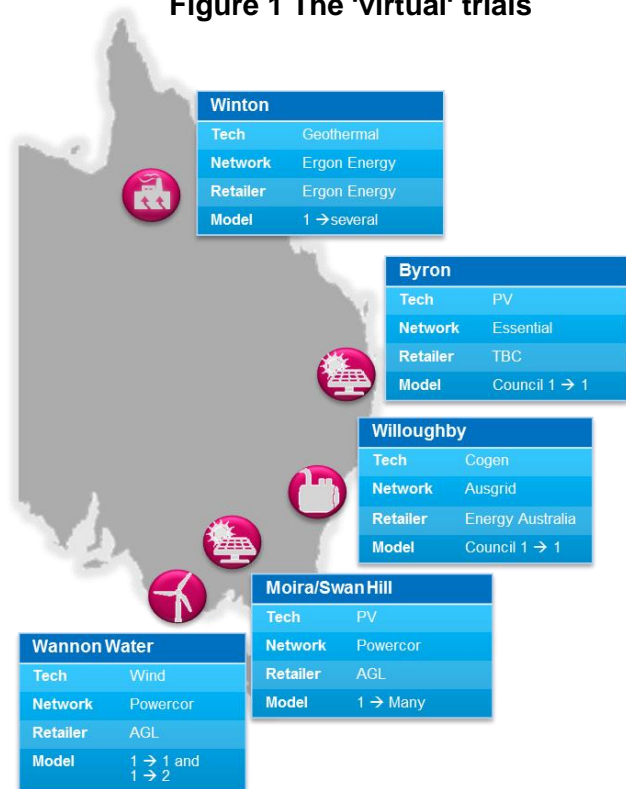 Figure 1 The 'virtual' trials
Winton
Tech Geothermal
Network Ergon Energy
Retailer Ergon Energy
Model 1 →several
Byron
Tech PV
Network Essential
Retailer TBC
Model Council 1 → 1
Willoughby
Tech Cogen
Network Ausgrid
Retailer Energy Australia
Model Council 1 → 1
Moira/Swan Hill
Tech PV
Network Powercor
Retailer AGL
Model 1 → Many
Wannon Water
Tech Wind
Network Powercor
Retailer AGL
Model 1 → 1 and
1 → 2